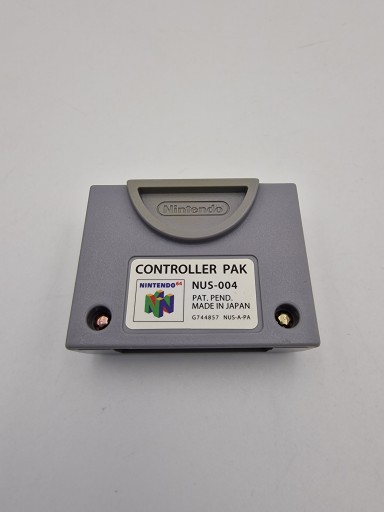 Nintendo
CONTROLLER PAK
NINTENDO64
NUS-004
PAT. PEND.
MADE IN JAPAN
G744857 NUS-A-PA